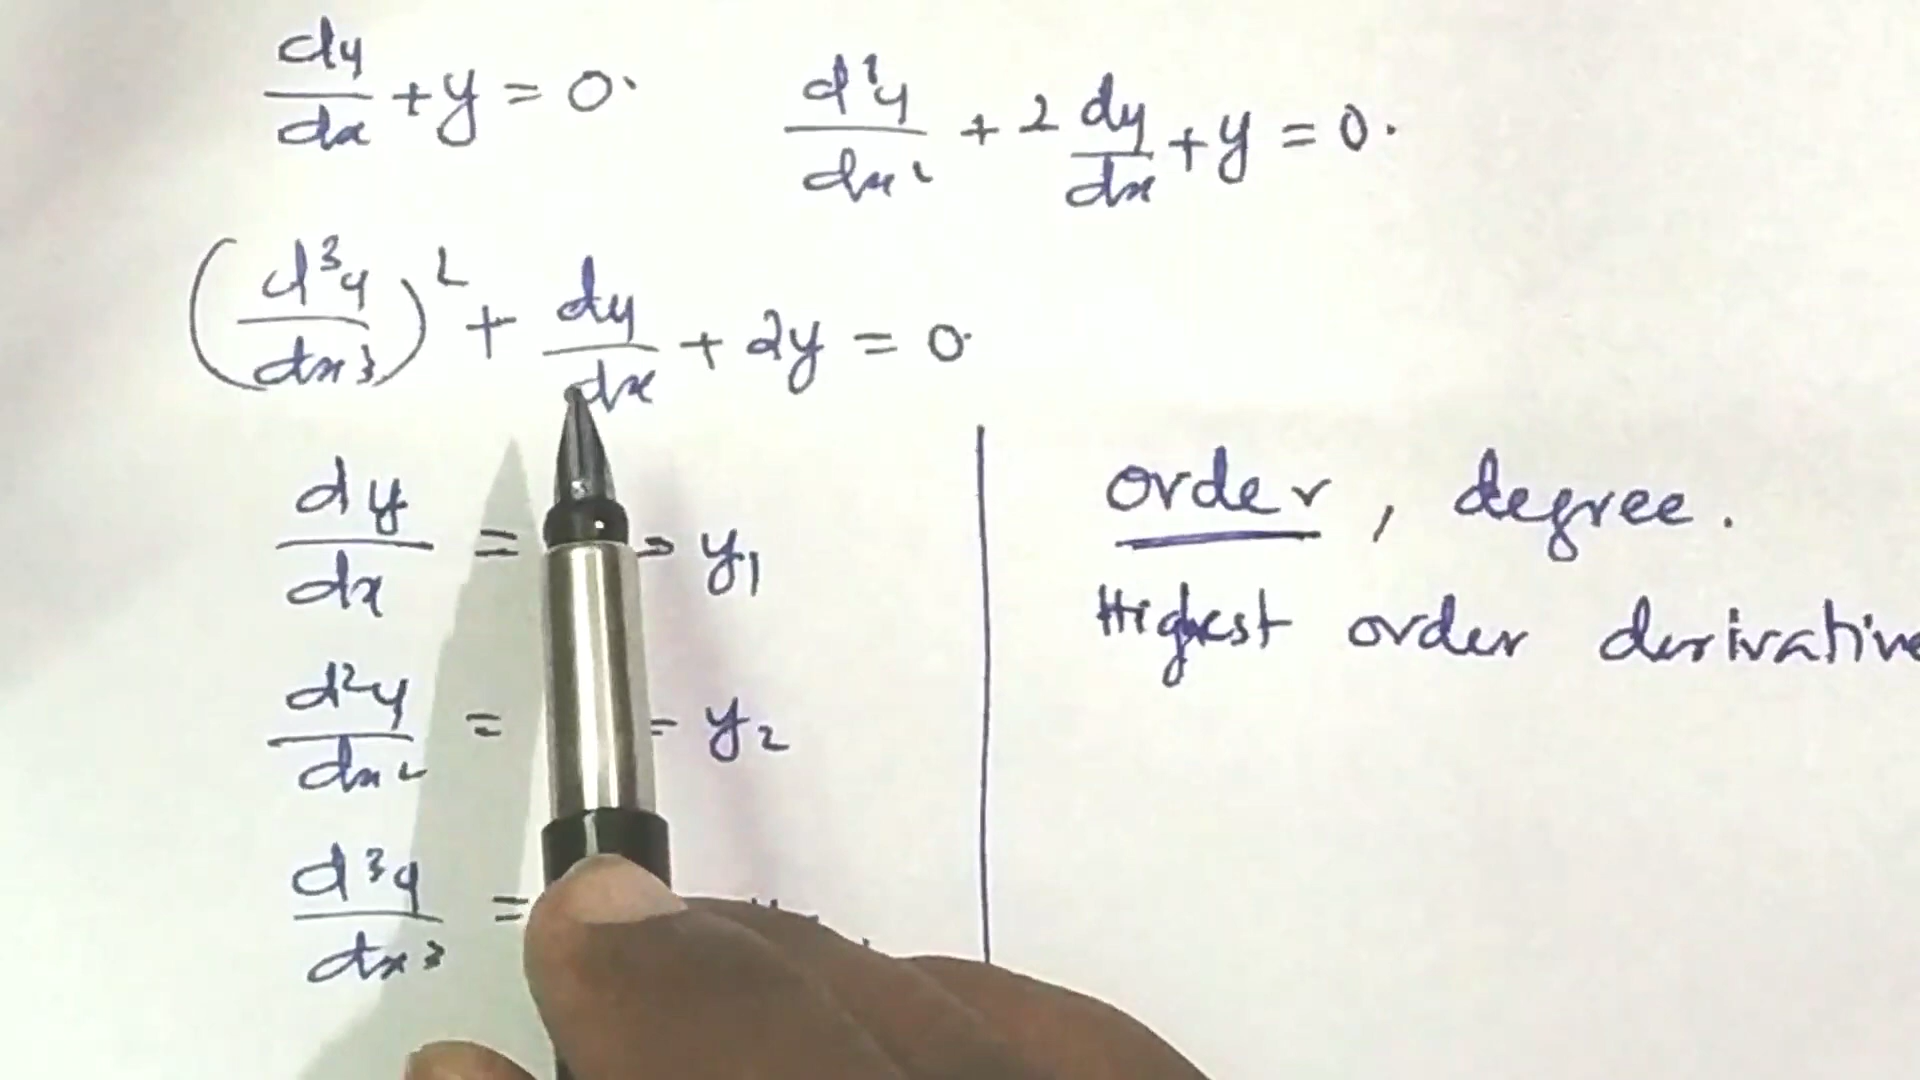 dy/dx + y = 0.
d²y/dx² + 2 dy/dx + y = 0.
(d³y/dx³)² + dy/dx + 2y = 0.
dy/dx = = y₁
d²y/dx² = = y₂
d³y/dx³ =
order, degree.
Highest order derivative